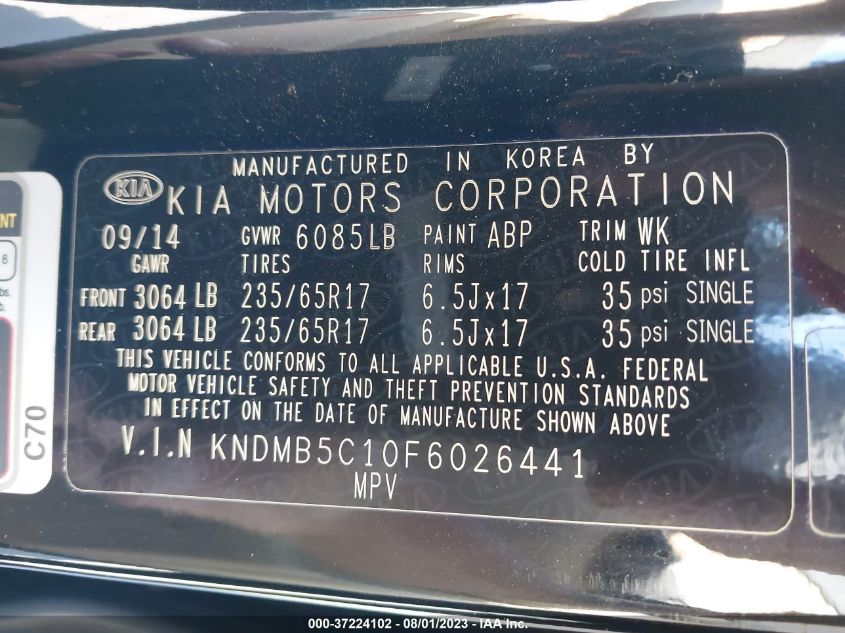 MANUFACTURED IN KOREA BY
KIA KIA MOTORS CORPORATION
09/14 GVWR 6085LB PAINT ABP TRIM WK
GAWR TIRES RIMS COLD TIRE INFL
FRONT 3064 LB 235/65R17 6.5Jx17 35 psi SINGLE
REAR 3064 LB 235/65R17 6.5Jx17 35 psi SINGLE
THIS VEHICLE CONFORMS TO ALL APPLICABLE U.S.A. FEDERAL
MOTOR VEHICLE SAFETY AND THEFT PREVENTION STANDARDS
IN EFFECT ON THE DATE OF MANUFACTURE SHOWN ABOVE
V.I.N KNDMB5C10F6026441
MPV
6
C70
000-37224102 - 08/01/2023 - IAA Inc.